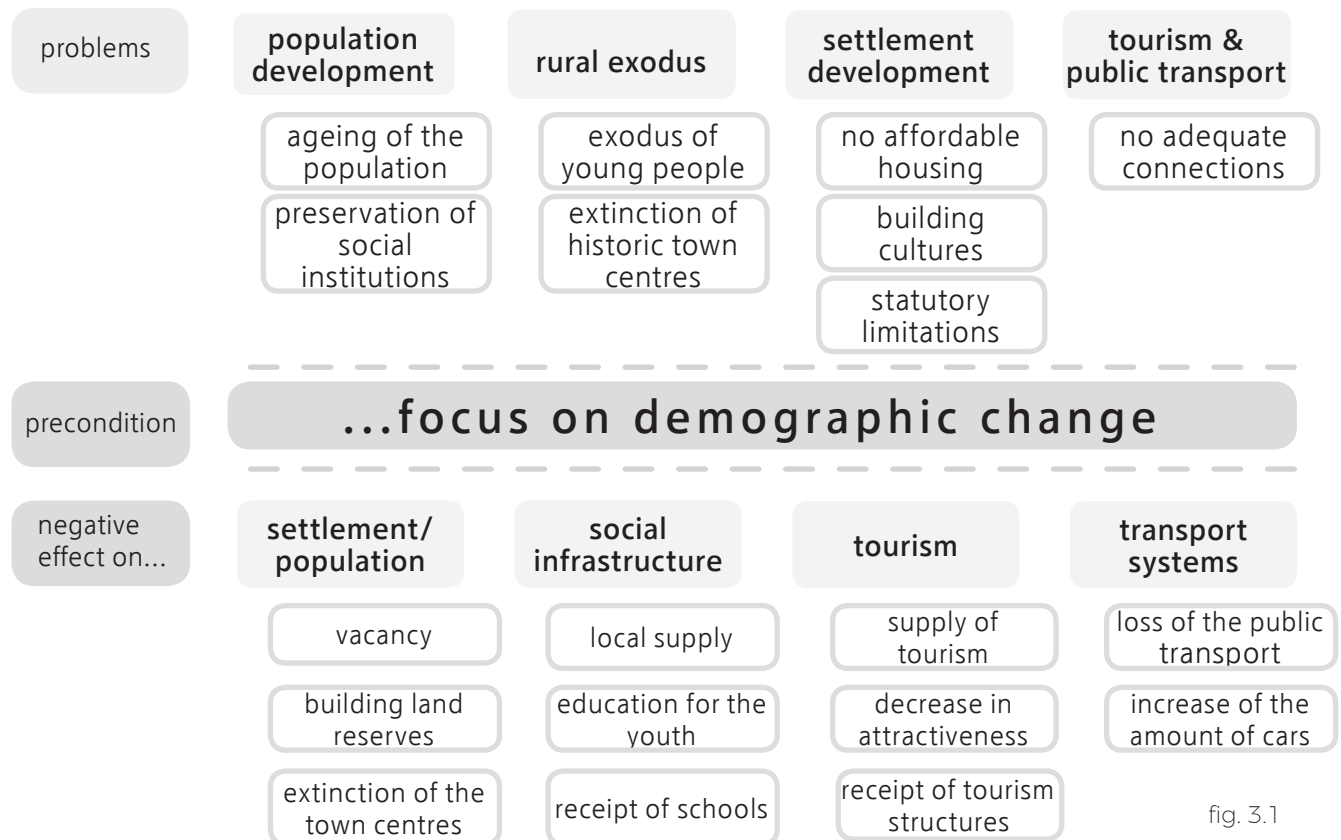 problems
population
development
rural exodus
settlement
development
tourism &
public transport
ageing of the
population
preservation of
social
institutions
exodus of
young people
extinction of
historic town
centres
no affordable
housing
building
cultures
statutory
limitations
no adequate
connections
precondition
...focus on demographic change
negative
effect on...
settlement/
population
social
infrastructure
tourism
transport
systems
vacancy
building land
reserves
extinction of the
town centres
local supply
education for the
youth
receipt of schools
supply of
tourism
decrease in
attractiveness
receipt of tourism
structures
loss of the public
transport
increase of the
amount of cars
fig. 3.1